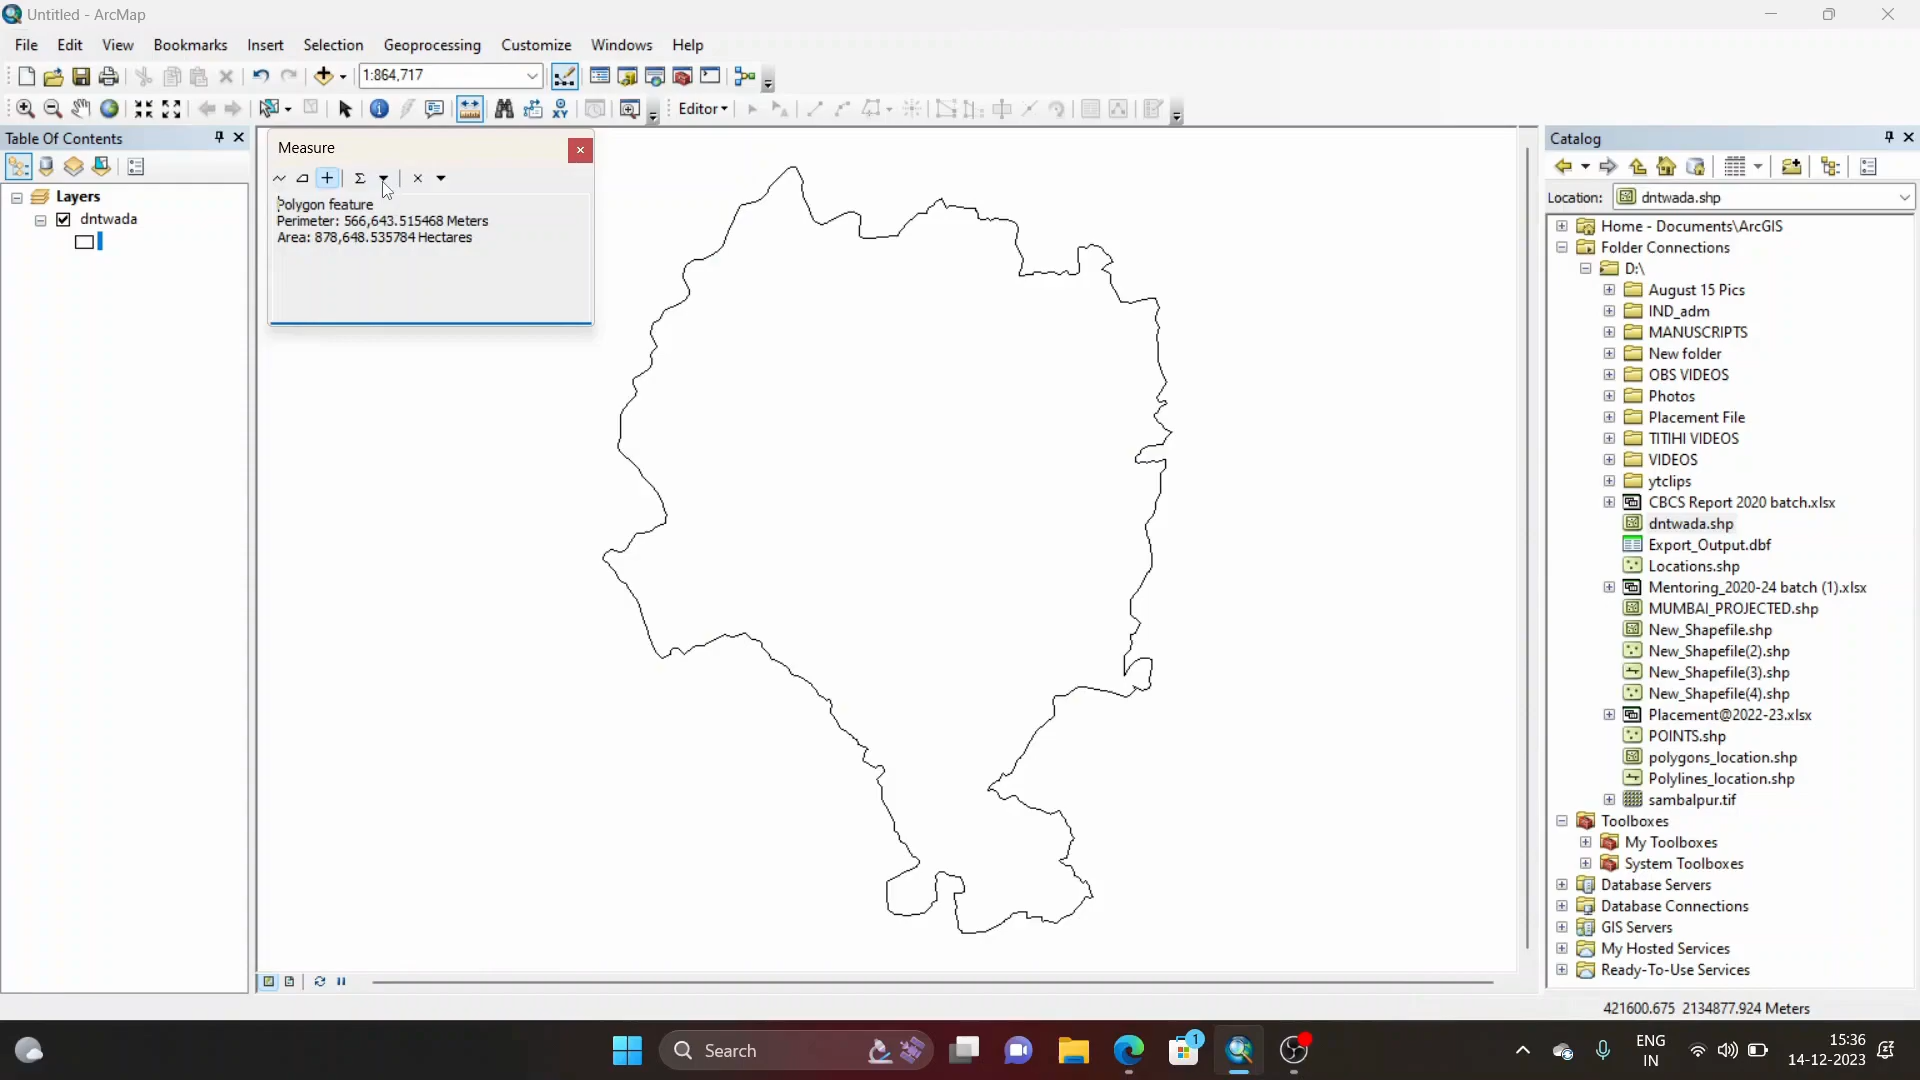 Untitled - ArcMap
File Edit View Bookmarks Insert Selection Geoprocessing Customize Windows Help
1:864,717
Editor
Table Of Contents
Layers
dntwada
Measure
Polygon feature
Perimeter: 566,643.515468 Meters
Area: 878,648.535784 Hectares
Catalog
Location: dntwada.shp
Home - Documents\ArcGIS
Folder Connections
D:\
August 15 Pics
IND_adm
MANUSCRIPTS
New folder
OBS VIDEOS
Photos
Placement File
TITIHI VIDEOS
VIDEOS
ytclips
CBCS Report 2020 batch.xlsx
dntwada.shp
Export_Output.dbf
Locations.shp
Mentoring_2020-24 batch (1).xlsx
MUMBAI_PROJECTED.shp
New_Shapefile.shp
New_Shapefile(2).shp
New_Shapefile(3).shp
New_Shapefile(4).shp
Placement@2022-23.xlsx
POINTS.shp
polygons_location.shp
Polylines_location.shp
sambalpur.tif
Toolboxes
My Toolboxes
System Toolboxes
Database Servers
Database Connections
GIS Servers
My Hosted Services
Ready-To-Use Services
421600.675 2134877.924 Meters
Search
1
ENG
IN
15:36
14-12-2023